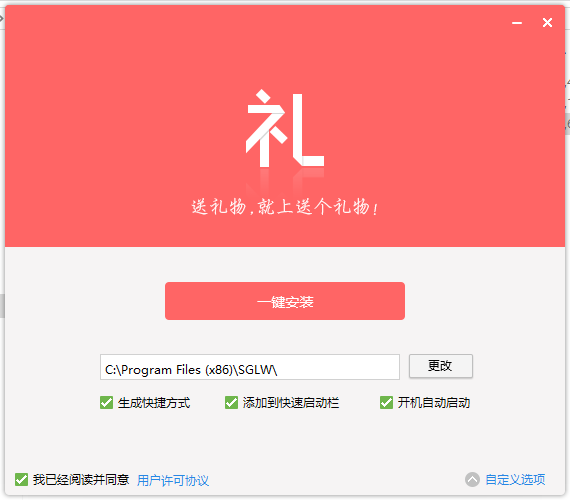 礼
送礼物,就上送个礼物!
一键安装
C:\Program Files (x86)\SGLW\ 更改
生成快捷方式 添加到快速启动栏 开机自动启动
我已经阅读并同意 用户许可协议 自定义选项